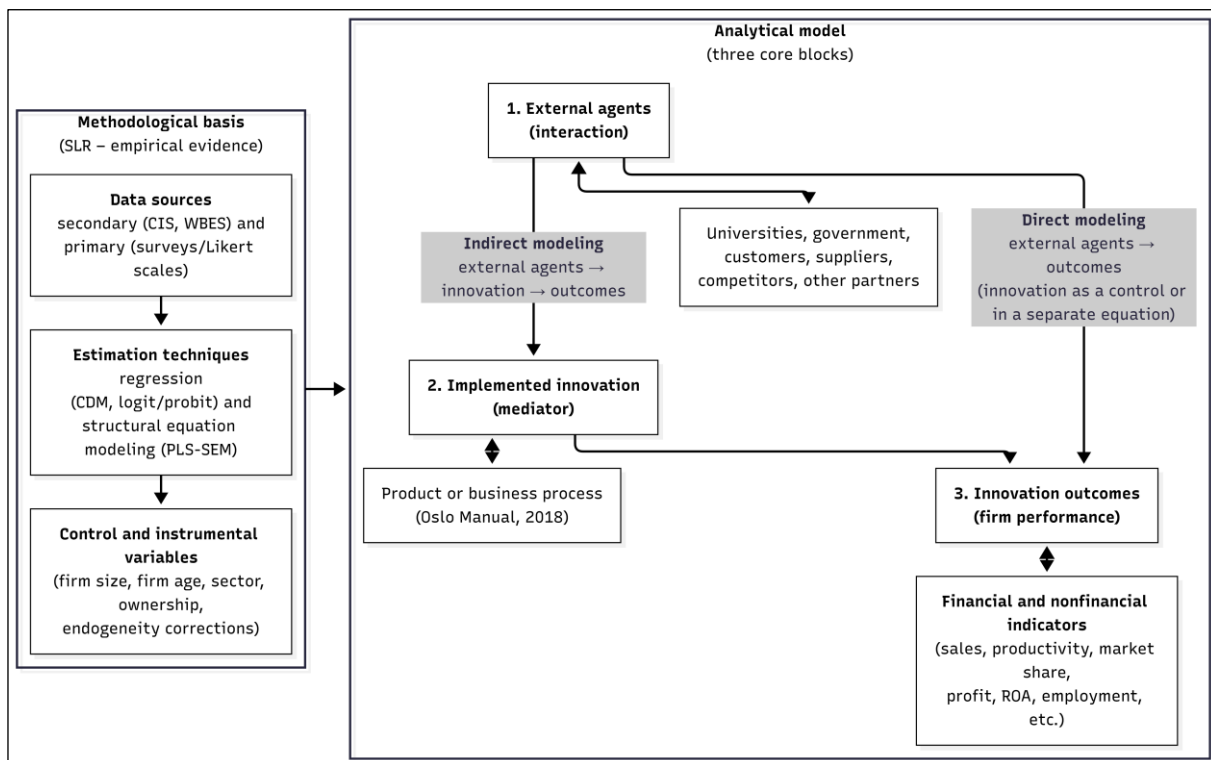 Analytical model
(three core blocks)
Methodological basis
(SLR – empirical evidence)
Data sources
secondary (CIS, WBES) and
primary (surveys/Likert
scales)
Estimation techniques
regression
(CDM, logit/probit) and
structural equation
modeling (PLS-SEM)
Control and instrumental
variables
(firm size, firm age, sector,
ownership,
endogeneity corrections)
1. External agents
(interaction)
Indirect modeling
external agents →
innovation → outcomes
Universities, government,
customers, suppliers,
competitors, other partners
Direct modeling
external agents →
outcomes
(innovation as a control or
in a separate equation)
2. Implemented innovation
(mediator)
Product or business process
(Oslo Manual, 2018)
3. Innovation outcomes
(firm performance)
Financial and nonfinancial
indicators
(sales, productivity, market
share,
profit, ROA, employment,
etc.)